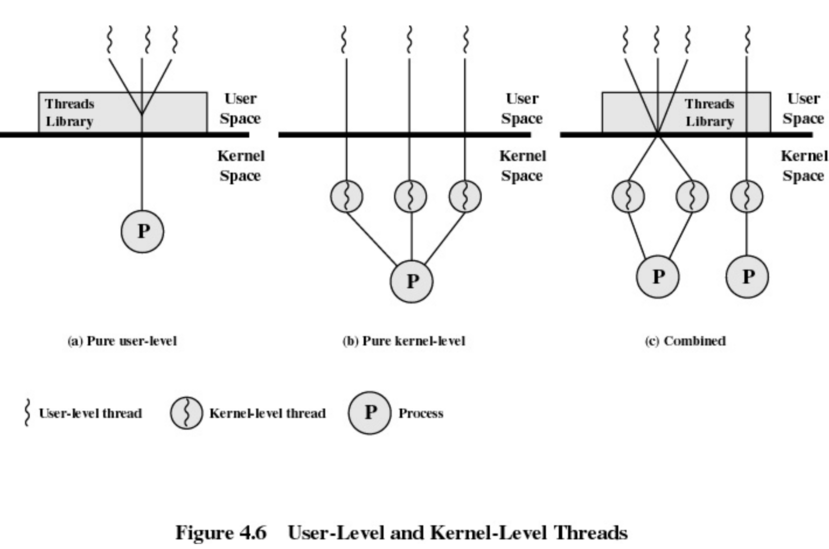 Threads
Library
User
Space
Kernel
Space
P
(a) Pure user-level
User
Space
Kernel
Space
P
(b) Pure kernel-level
Threads
Library
User
Space
Kernel
Space
P
P
(c) Combined
User-level thread
Kernel-level thread
P
Process
Figure 4.6 User-Level and Kernel-Level Threads